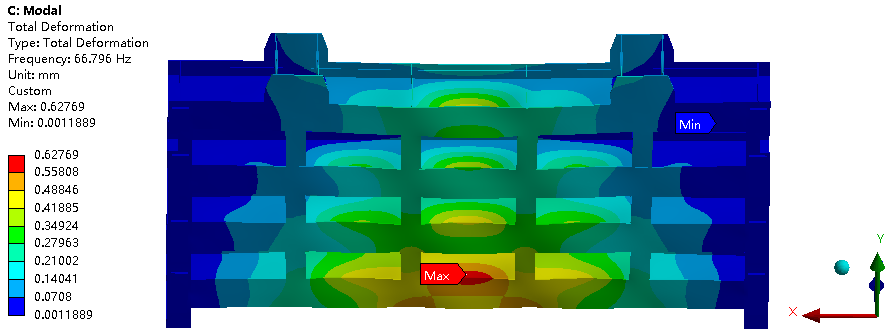 C: Modal
Total Deformation
Type: Total Deformation
Frequency: 66.796 Hz
Unit: mm
Custom
Max: 0.62769
Min: 0.0011889
0.62769
0.55808
0.48846
0.41885
0.34924
0.27963
0.21002
0.14041
0.0708
0.0011889
Min
Max
Y
X